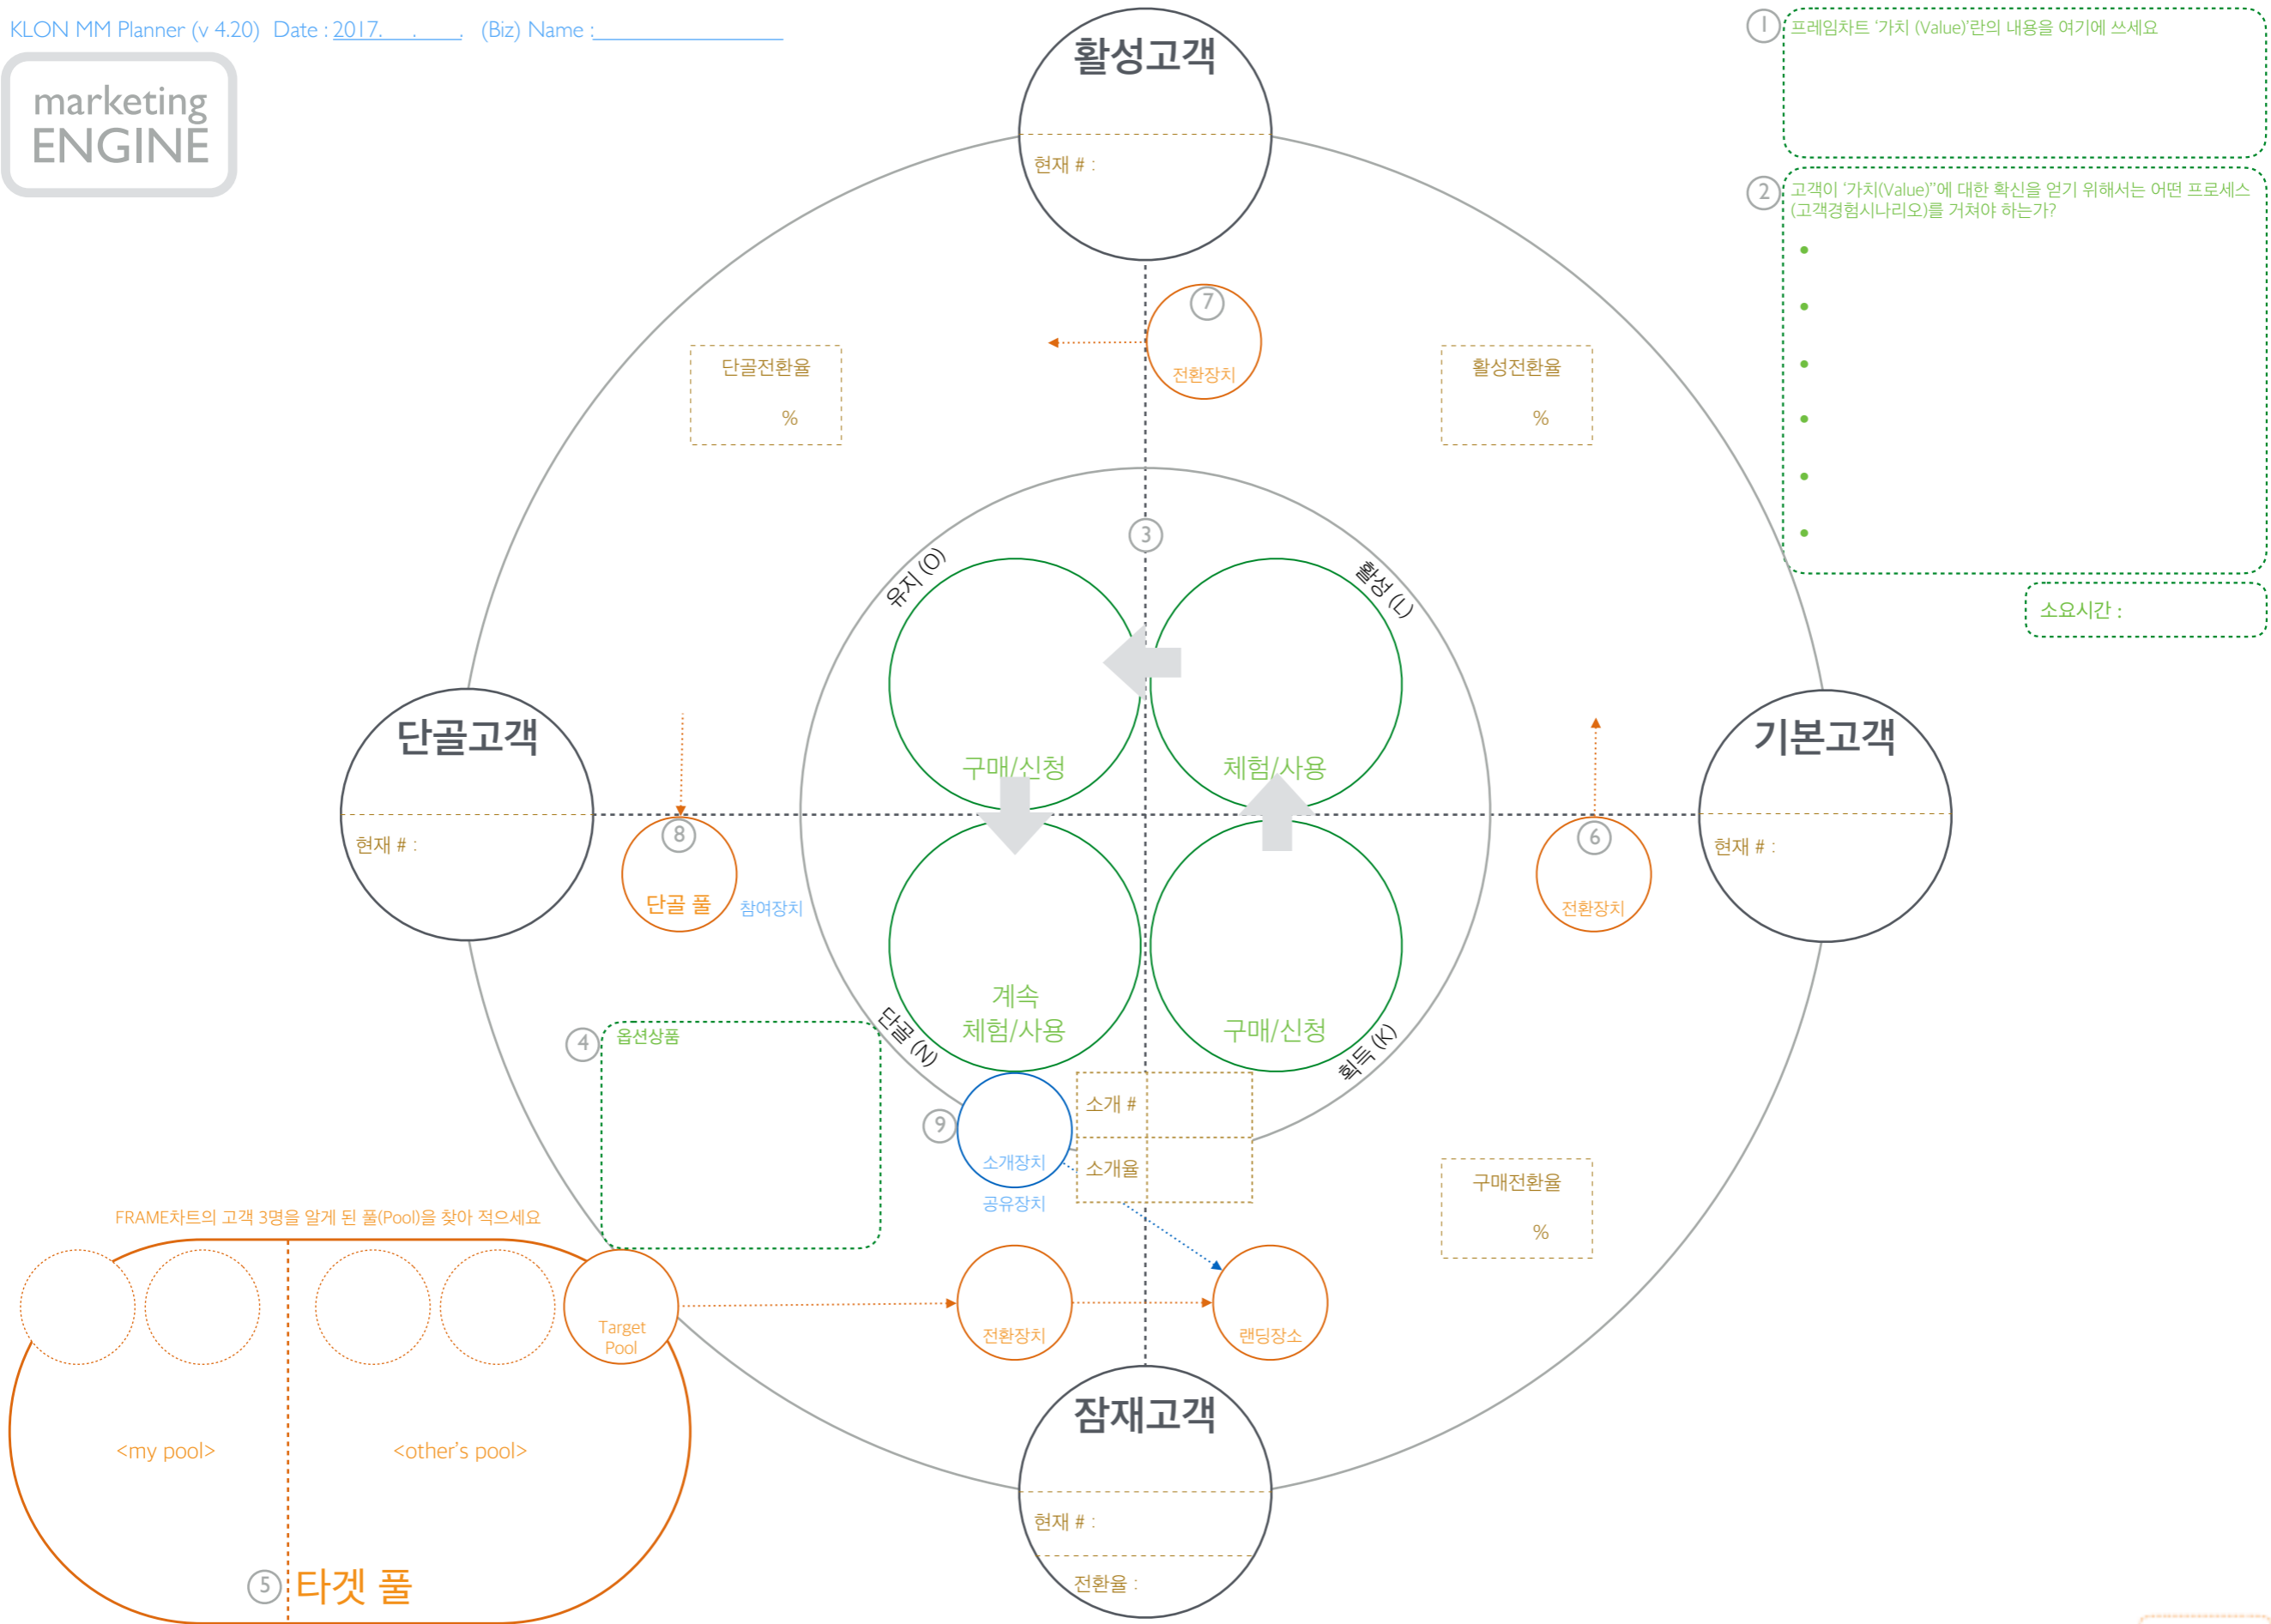 KLON MM Planner (v 4.20)  Date : 2017.     .     .   (Biz) Name :
marketing
ENGINE
활성고객
현재 # :
1
프레임차트 ‘가치 (Value)’란의 내용을 여기에 쓰세요
2
고객이 ‘가치(Value)”에 대한 확신을 얻기 위해서는 어떤 프로세스
(고객경험시나리오)를 거쳐야 하는가?
•
•
•
•
•
•
소요시간 :
7
전환장치
단골전환율
%
활성전환율
%
3
유지 (O)
활성 (L)
구매/신청
체험/사용
단골고객
현재 # :
기본고객
현재 # :
8
단골 풀
참여장치
6
전환장치
계속
체험/사용
구매/신청
단골 (N)
획득 (K)
4
옵션상품
9
소개장치
공유장치
소개 #
소개율
구매전환율
%
FRAME차트의 고객 3명을 알게 된 풀(Pool)을 찾아 적으세요
Target
Pool
전환장치
랜딩장소
<my pool>
<other’s pool>
5
타겟 풀
잠재고객
현재 # :
전환율 :